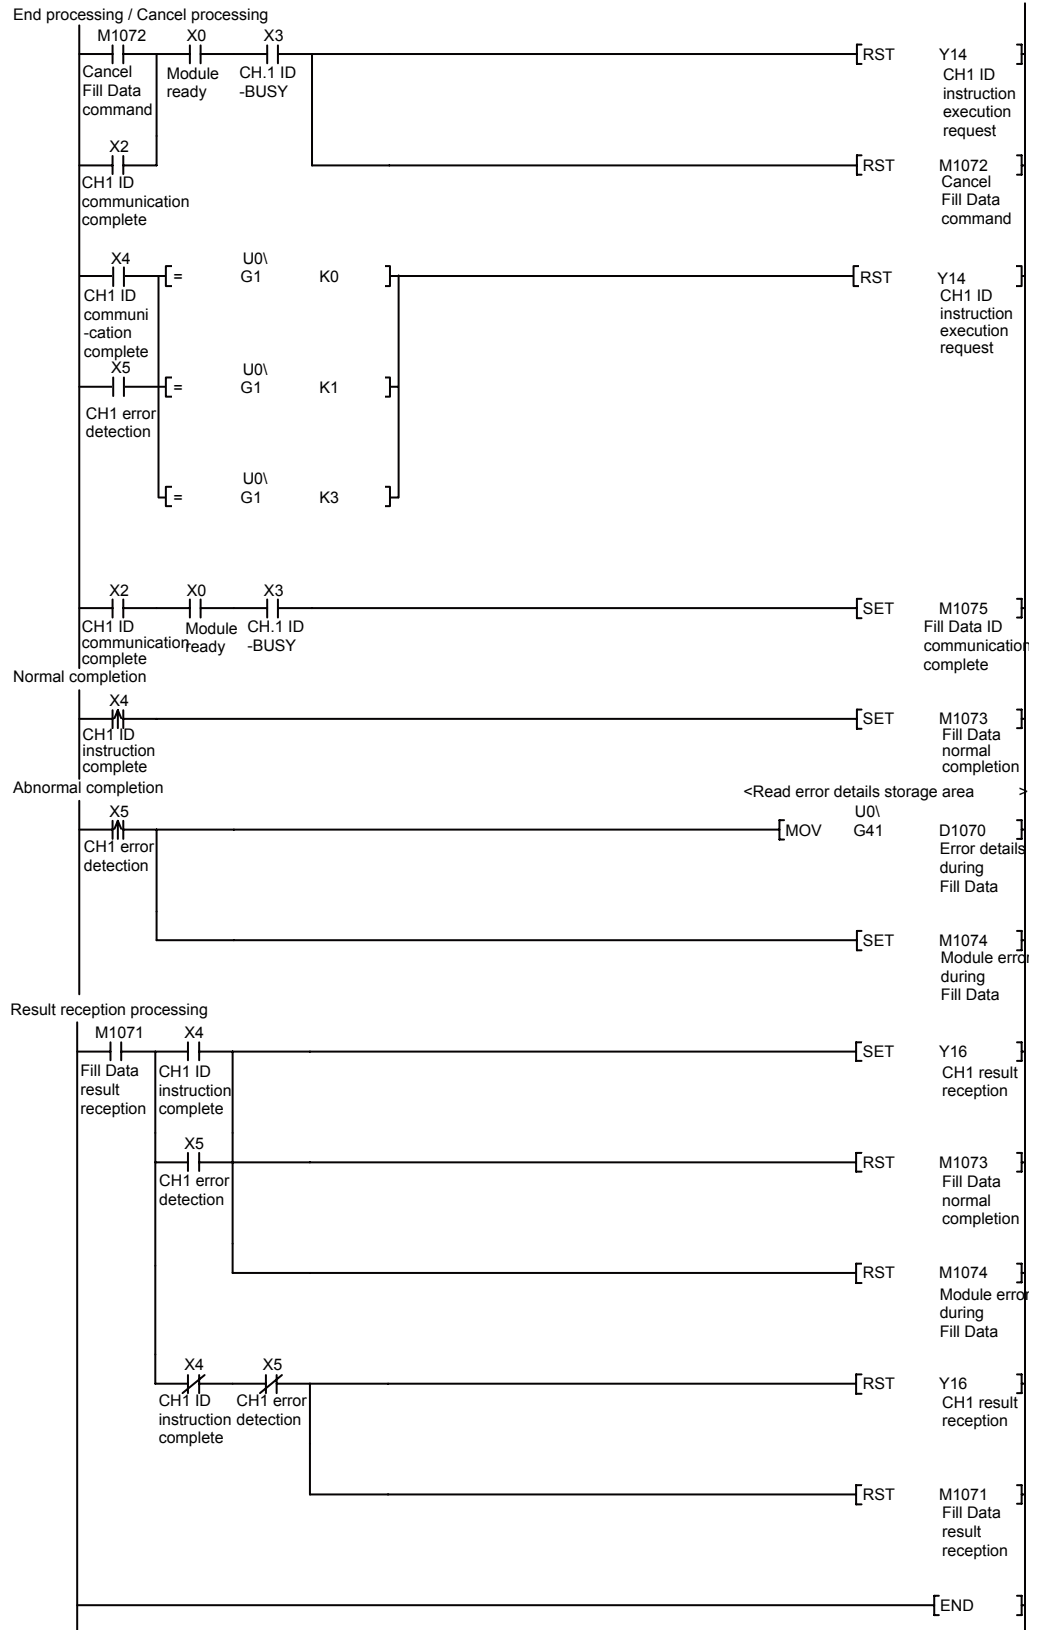 End processing / Cancel processing
M1072 X0 X3
[RST Y14 ]
Cancel Fill Data command
Module ready
CH.1 ID -BUSY
CH1 ID instruction execution request
X2
[RST M1072 ]
CH1 ID communication complete
Cancel Fill Data command
X4
[= U0\ G1 K0 ]
[RST Y14 ]
CH1 ID communi -cation complete
CH1 ID instruction execution request
X5
[= U0\ G1 K1 ]
CH1 error detection
[= U0\ G1 K3 ]
X2 X0 X3
[SET M1075 ]
CH1 ID communication complete
Module ready
CH.1 ID -BUSY
Fill Data ID communication complete
Normal completion
X4
[SET M1073 ]
CH1 ID instruction complete
Fill Data normal completion
Abnormal completion
<Read error details storage area >
X5
[MOV U0\ G41 D1070 ]
CH1 error detection
Error details during Fill Data
[SET M1074 ]
Module error during Fill Data
Result reception processing
M1071 X4
[SET Y16 ]
Fill Data result reception
CH1 ID instruction complete
CH1 result reception
X5
[RST M1073 ]
CH1 error detection
Fill Data normal completion
[RST M1074 ]
Module error during Fill Data
X4 X5
[RST Y16 ]
CH1 ID instruction complete
CH1 error detection
CH1 result reception
[RST M1071 ]
Fill Data result reception
[END ]